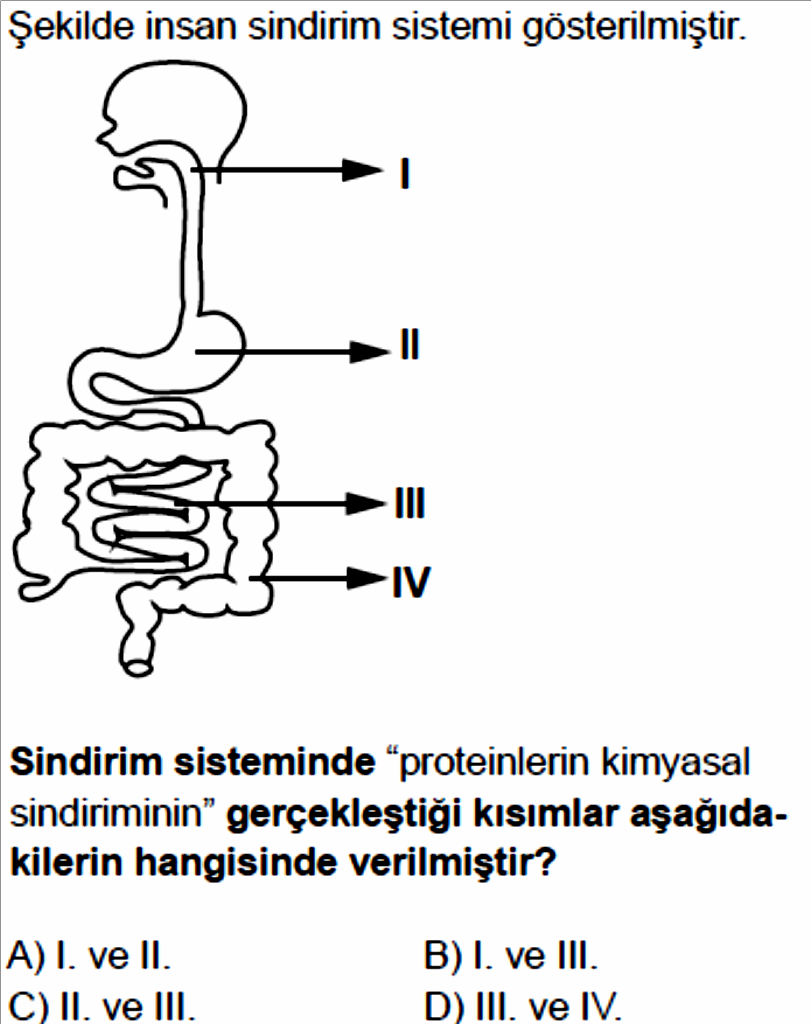 Şekilde insan sindirim sistemi gösterilmiştir.
I
II
III
IV
Sindirim sisteminde “proteinlerin kimyasal
sindiriminin” gerçekleştiği kısımlar aşağıda-
kilerin hangisinde verilmiştir?
A) I. ve II. B) I. ve III.
C) II. ve III. D) III. ve IV.